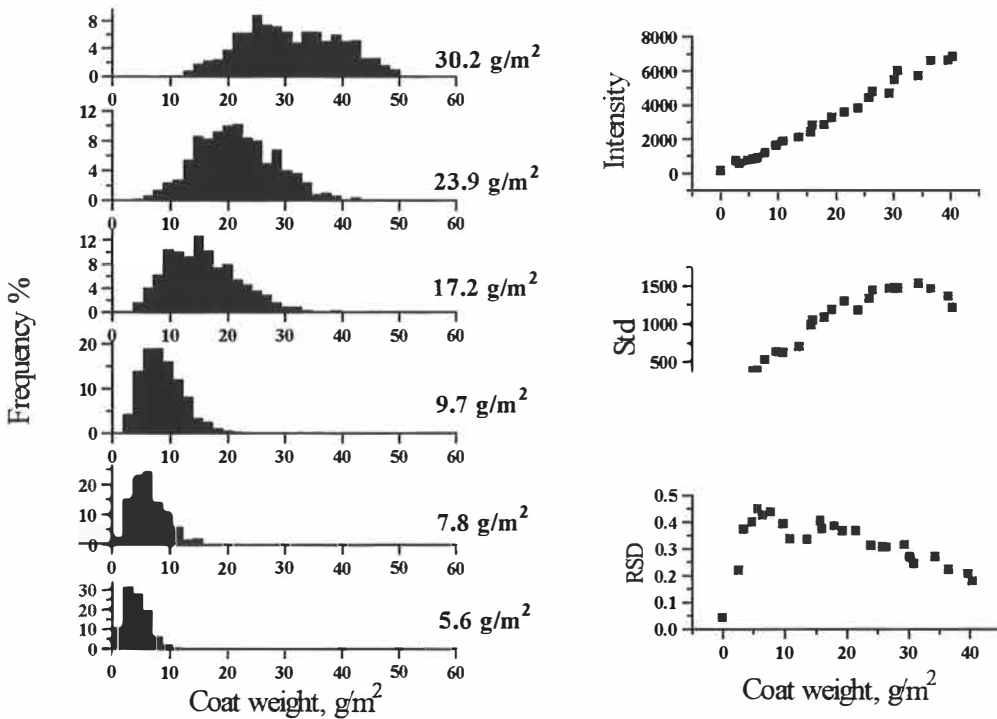 Frequency %
8
4
0
0 10 20 30 40 50 60
30.2 g/m²
12
8
4
0
0 10 20 30 40 50 60
23.9 g/m²
12
8
4
0
0 10 20 30 40 50 60
17.2 g/m²
20
10
0
0 10 20 30 40 50 60
9.7 g/m²
20
10
0
0 10 20 30 40 50 60
7.8 g/m²
30
20
10
0
0 10 20 30 40 50 60
5.6 g/m²
Coat weight, g/m²
Intensity
8000
6000
4000
2000
0
0 10 20 30 40
Std
1500
1000
500
RSD
0.5
0.4
0.3
0.2
0.1
0.0
0 10 20 30 40
Coat weight, g/m²